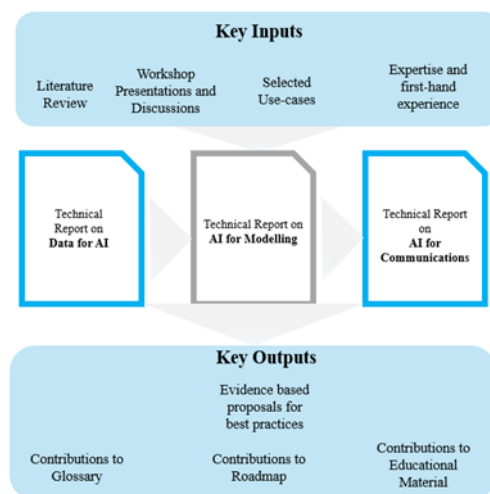 Key Inputs
Literature
Review
Workshop
Presentations and
Discussions
Selected
Use-cases
Expertise and
first-hand
experience
Technical
Report on
Data for AI
Technical Report on
AI for Modelling
Technical Report
on
AI for
Communications
Key Outputs
Evidence based
proposals for
best practices
Contributions to
Glossary
Contributions to
Roadmap
Contributions to
Educational
Material